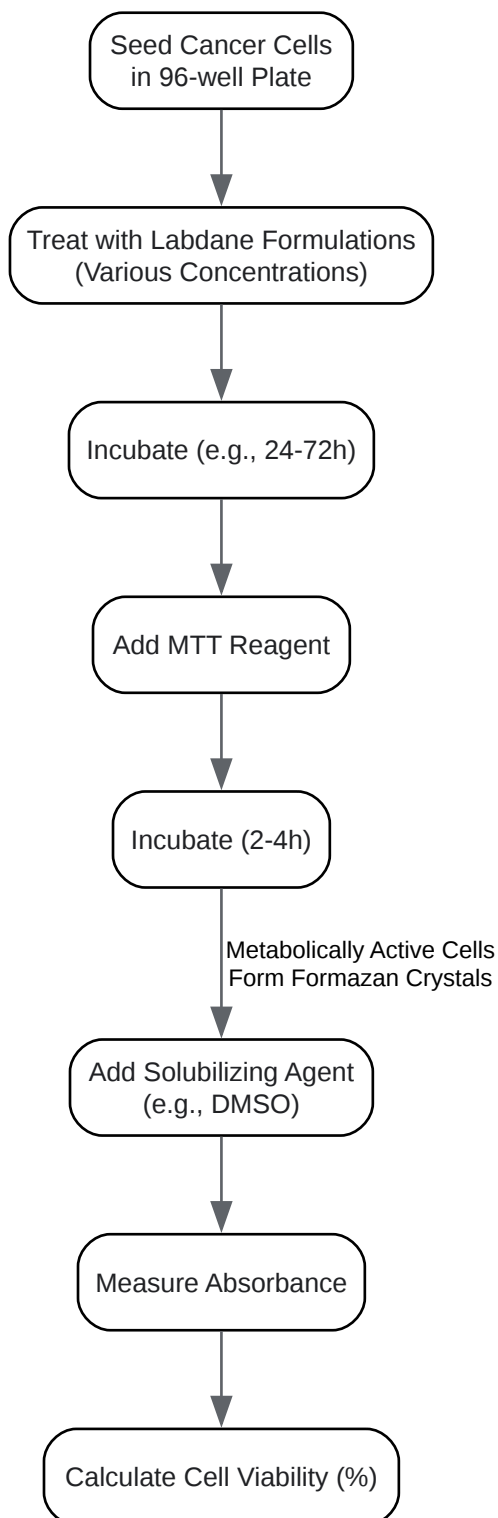 Seed Cancer Cells
in 96-well Plate
Treat with Labdane Formulations
(Various Concentrations)
Incubate (e.g., 24-72h)
Add MTT Reagent
Incubate (2-4h)
Metabolically Active Cells
Form Formazan Crystals
Add Solubilizing Agent
(e.g., DMSO)
Measure Absorbance
Calculate Cell Viability (%)